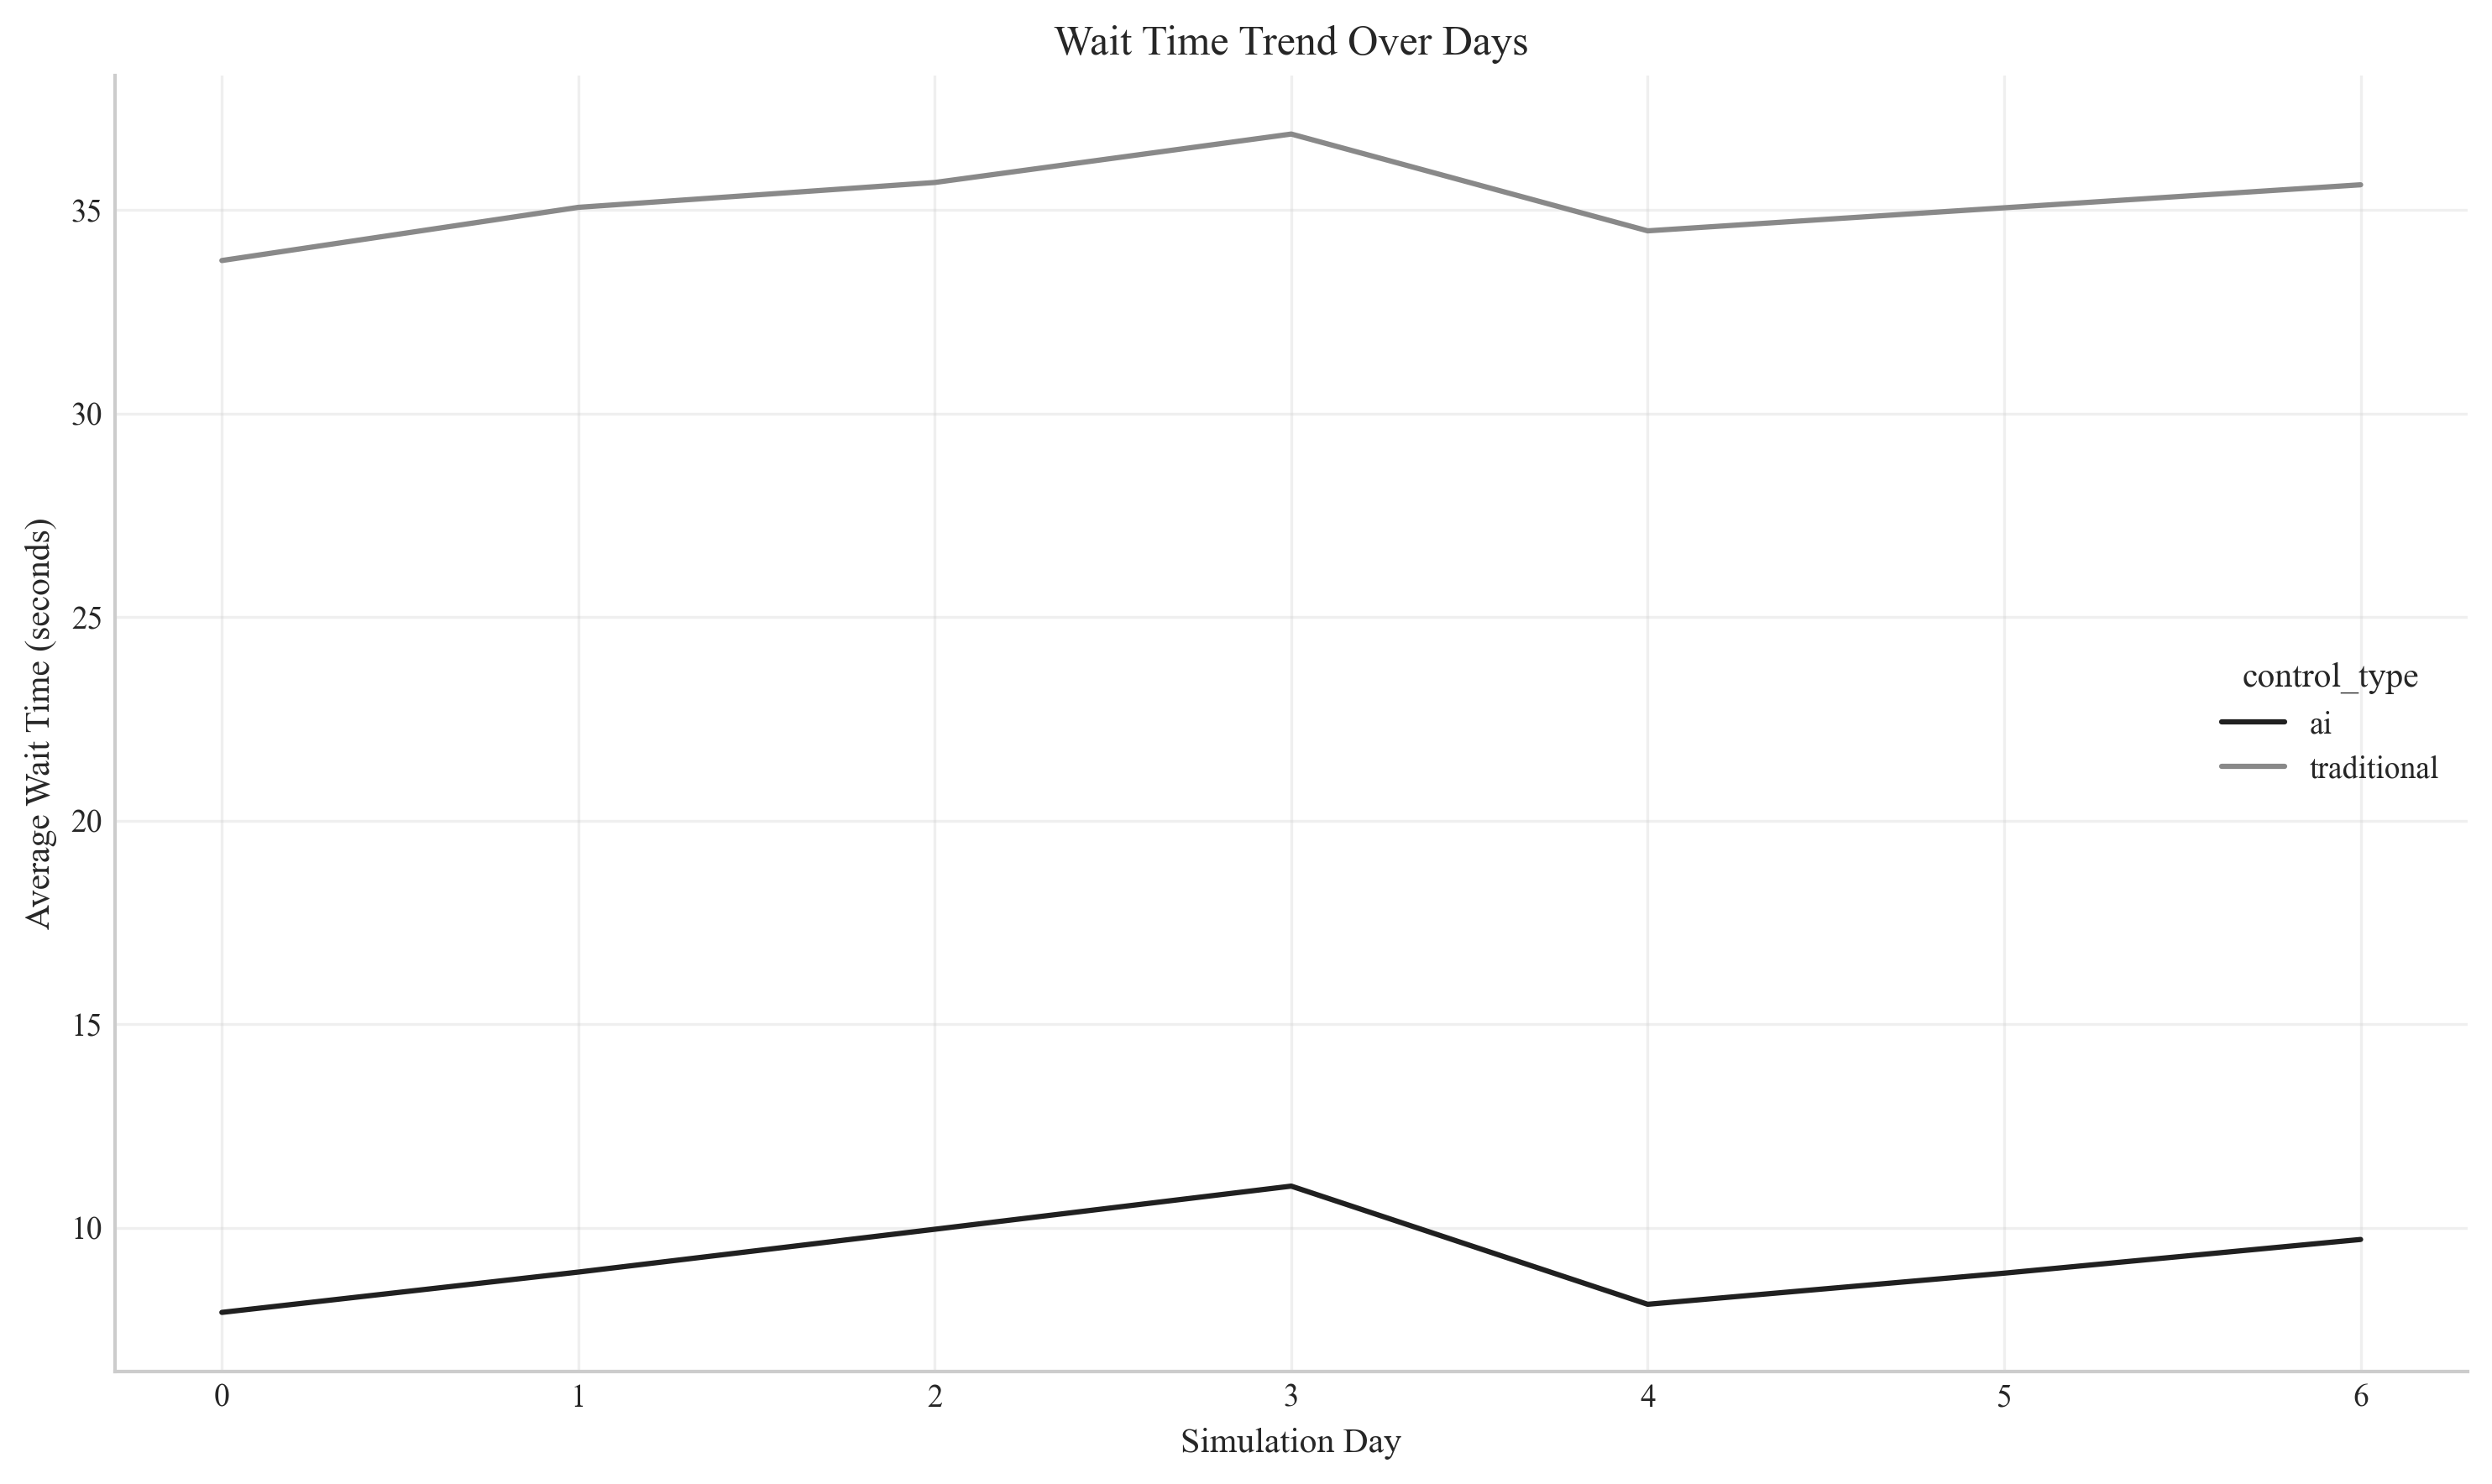 Wait Time Trend Over Days
Average Wait Time (seconds)
35
30
25
20
15
10
control_type
ai
traditional
0 1 2 3 4 5 6
Simulation Day